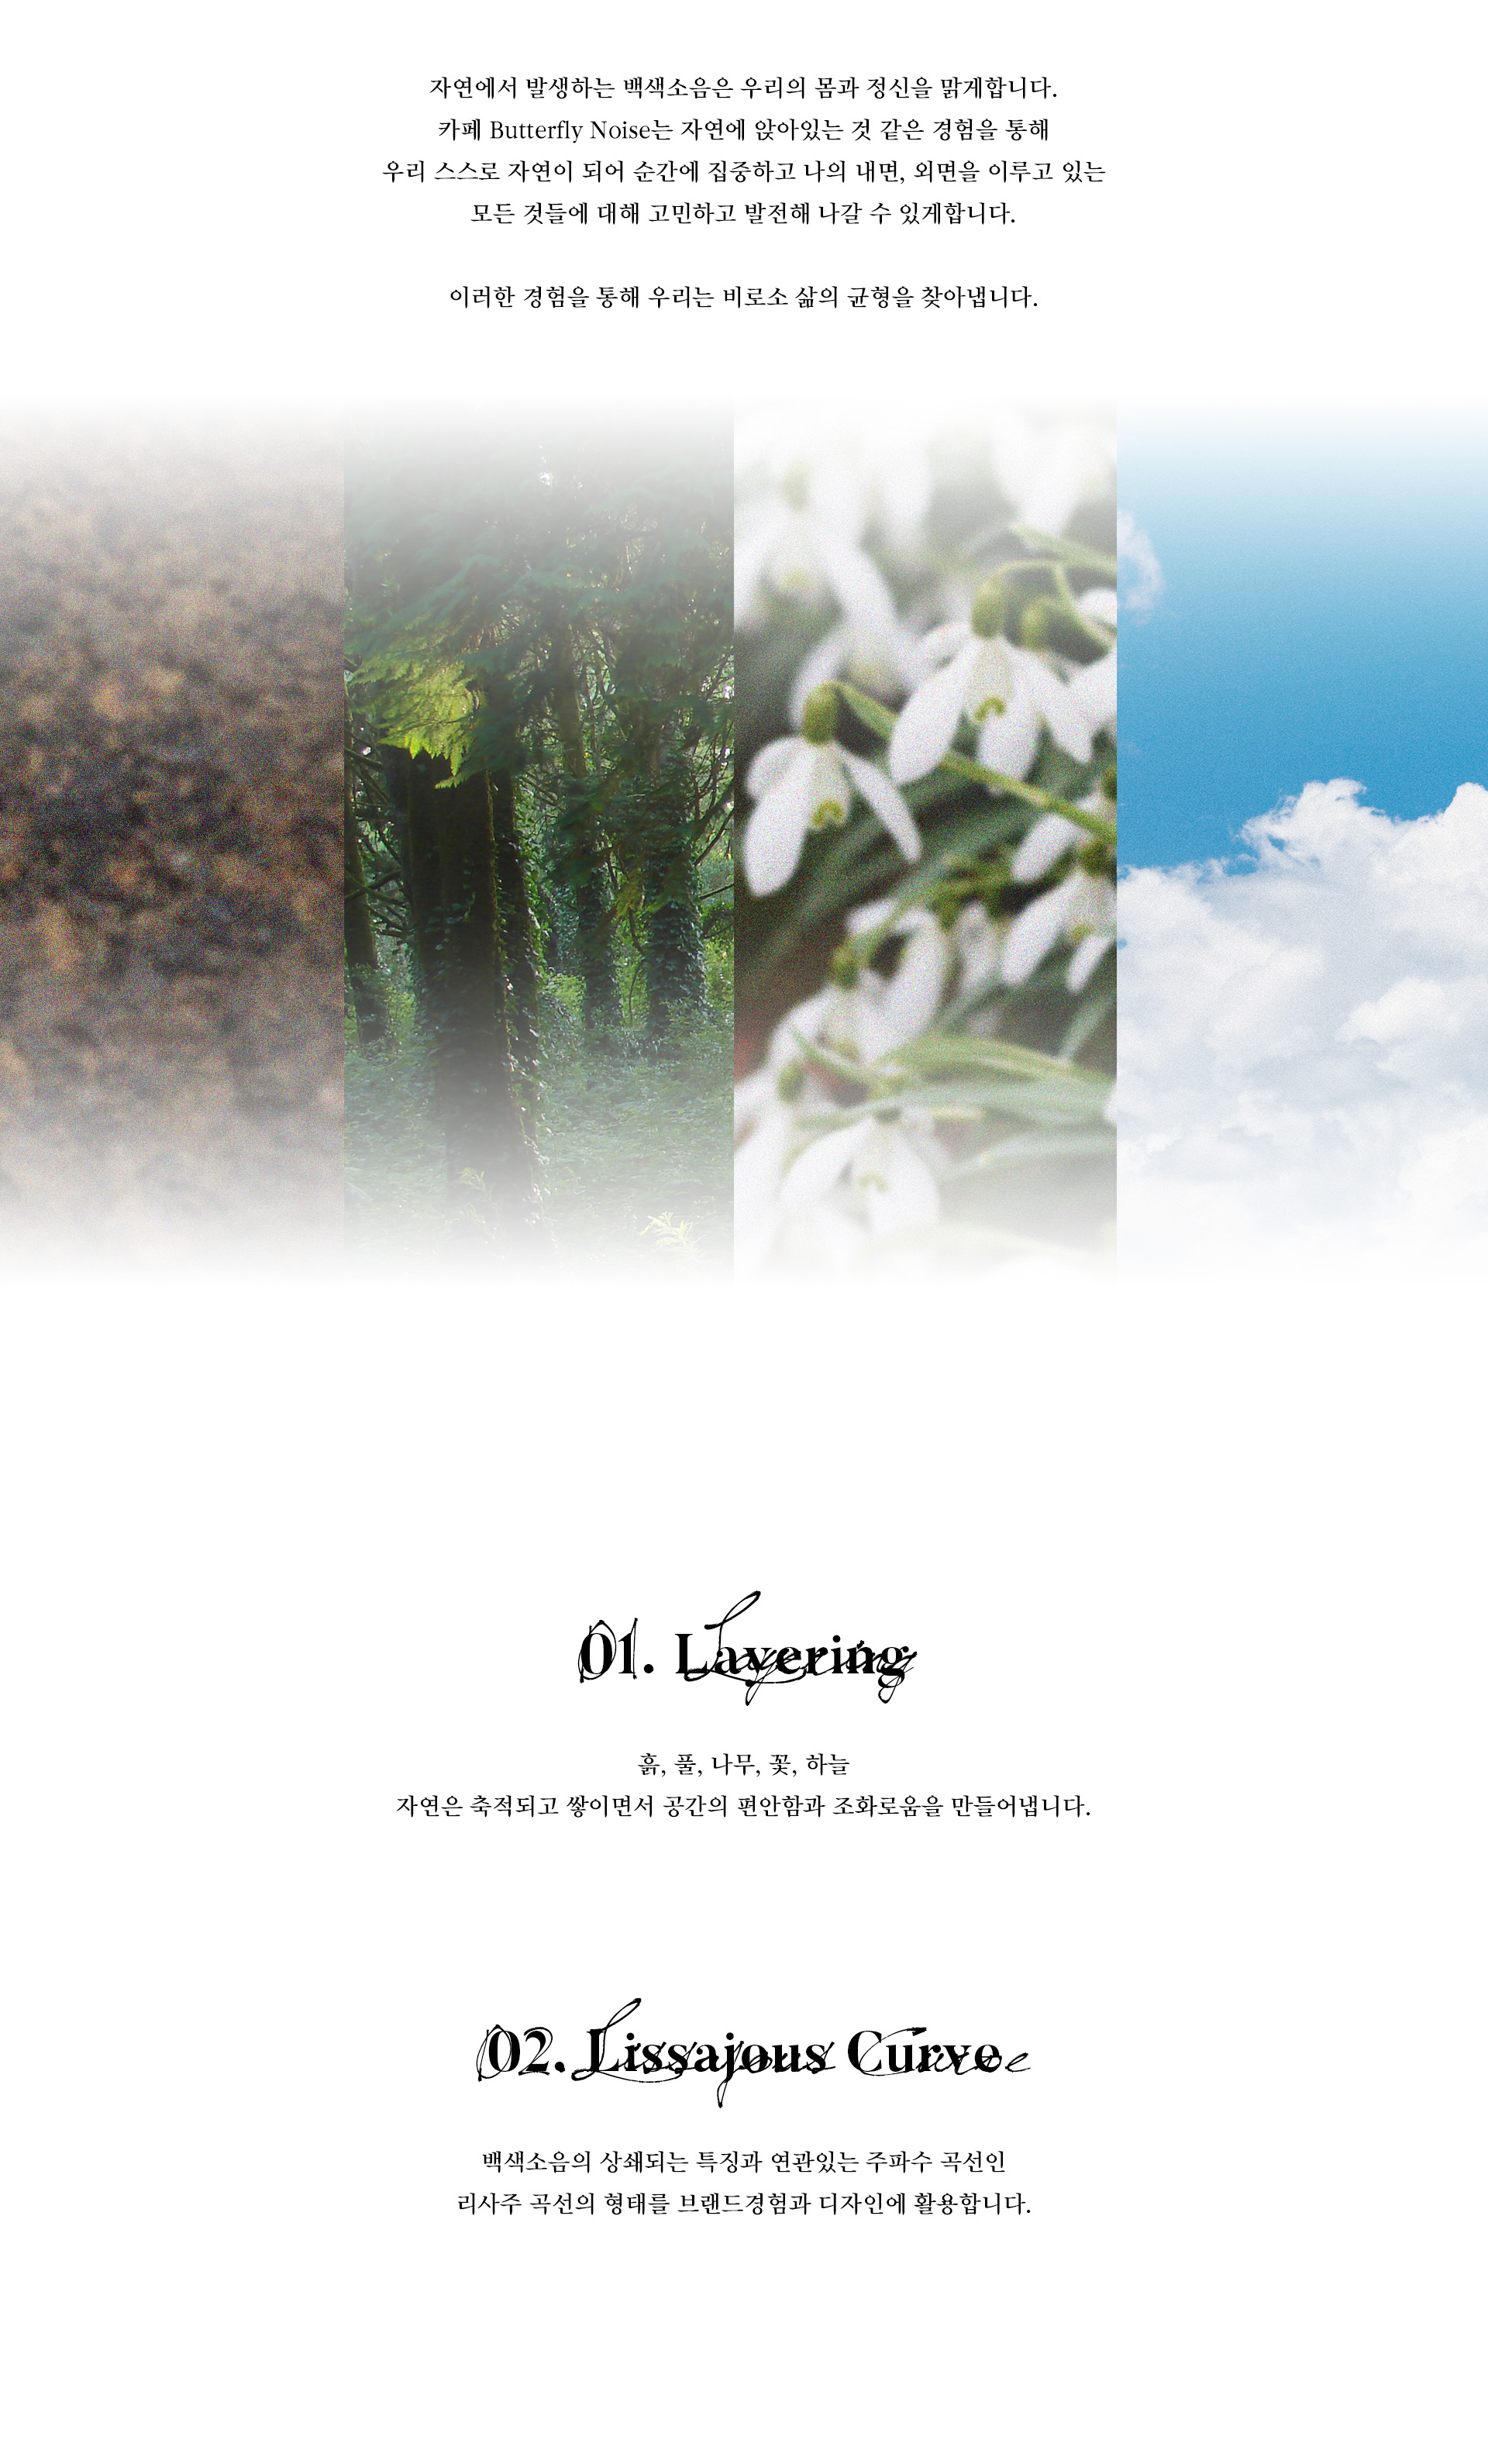 자연에서 발생하는 백색소음은 우리의 몸과 정신을 맑게합니다.
카페 Butterfly Noise는 자연에 앉아있는 것 같은 경험을 통해
우리 스스로 자연이 되어 순간에 집중하고 나의 내면, 외면을 이루고 있는
모든 것들에 대해 고민하고 발전해 나갈 수 있게합니다.
이러한 경험을 통해 우리는 비로소 삶의 균형을 찾아냅니다.
01. Layering
흙, 풀, 나무, 꽃, 하늘
자연은 축적되고 쌓이면서 공간의 편안함과 조화로움을 만들어냅니다.
02. Lissajous Curve
백색소음의 상쇄되는 특징과 연관있는 주파수 곡선인
리사주 곡선의 형태를 브랜드경험과 디자인에 활용합니다.